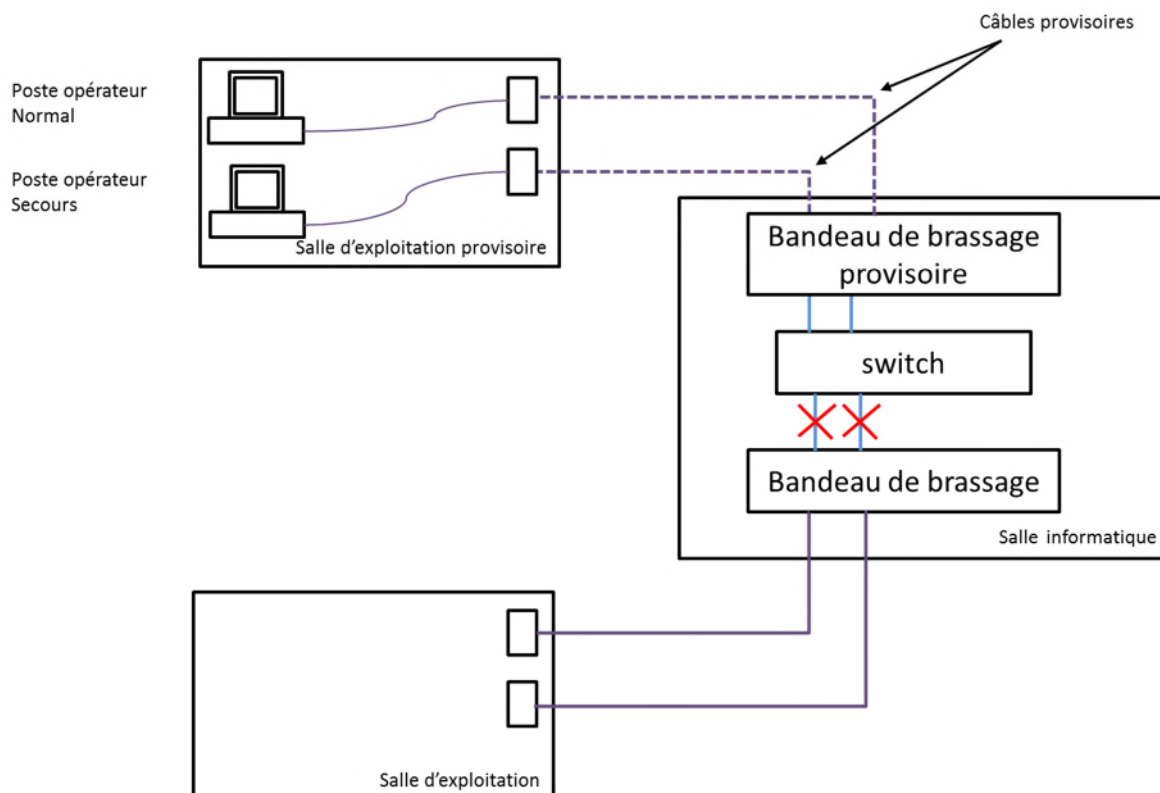 Câbles provisoires
Poste opérateur
Normal
Poste opérateur
Secours
Salle d'exploitation provisoire
Bandeau de brassage
provisoire
switch
Bandeau de brassage
Salle informatique
Salle d'exploitation